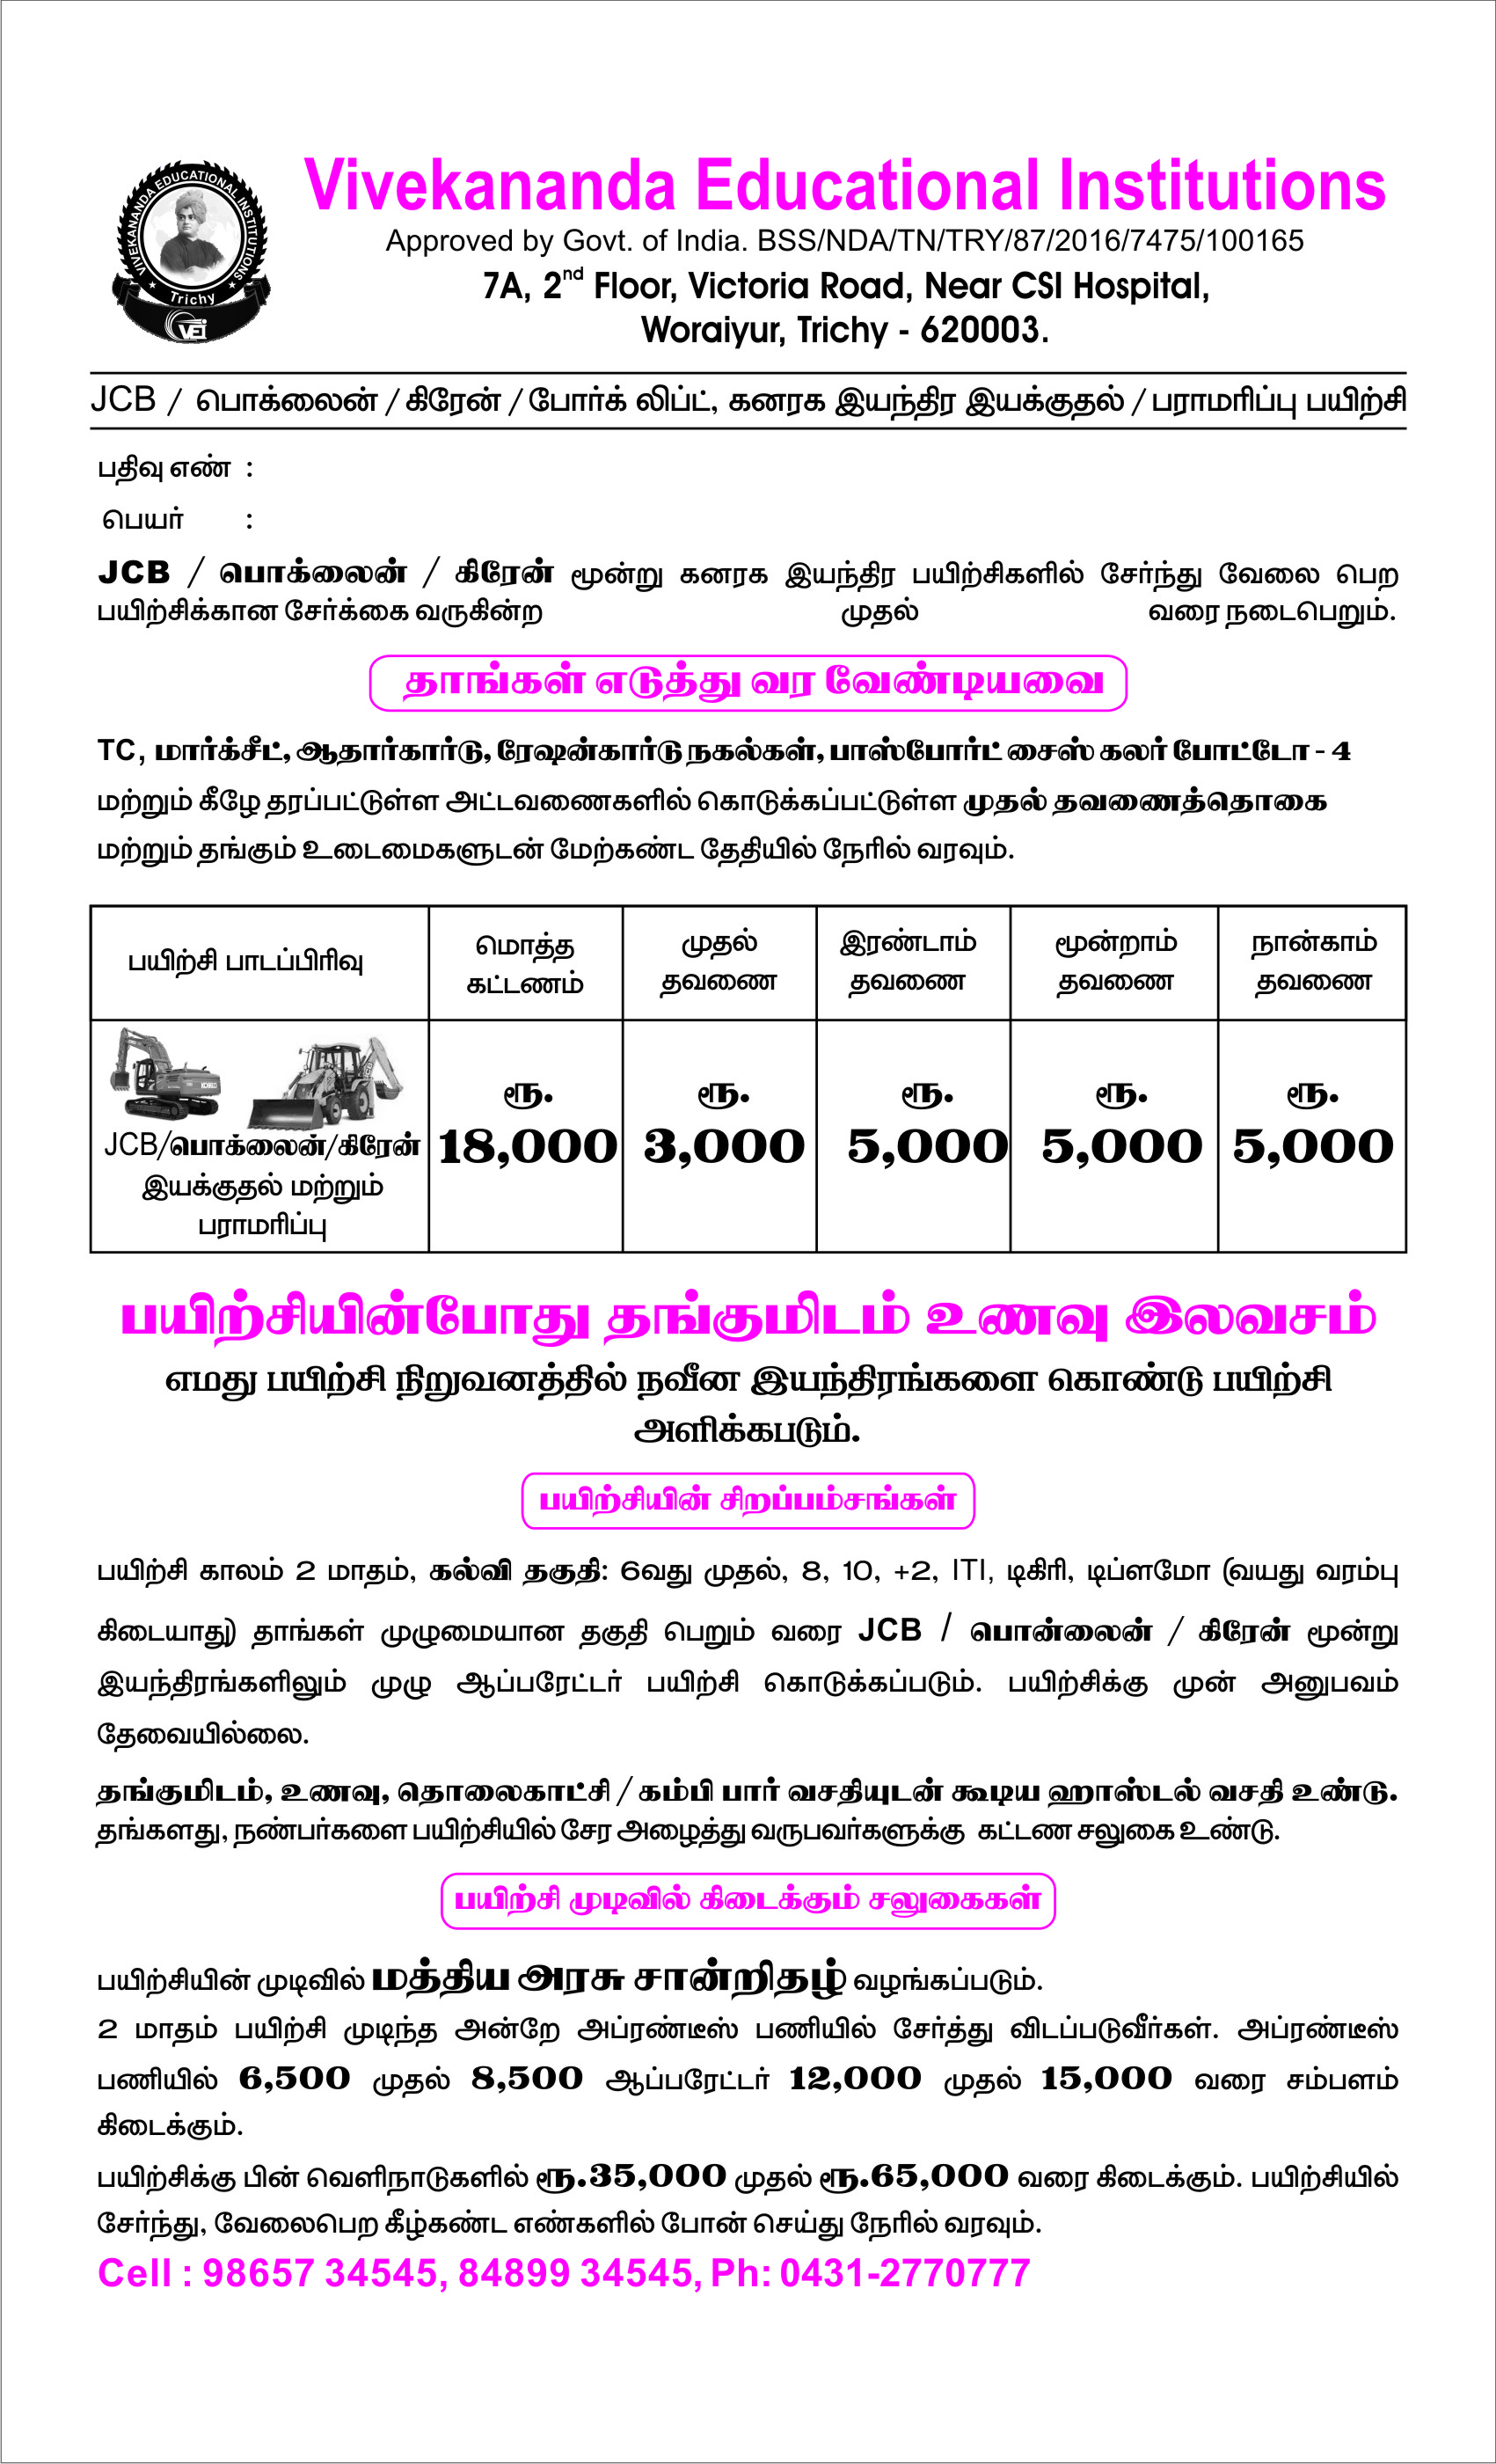 VIVEKANANDA EDUCATIONAL INSTITUTIONS
Trichy
VEI
Vivekananda Educational Institutions
Approved by Govt. of India. BSS/NDA/TN/TRY/87/2016/7475/100165
7A, 2nd Floor, Victoria Road, Near CSI Hospital,
Woraiyur, Trichy - 620003.
JCB / பொக்லைன் / கிரேன் / போர்க் லிப்ட், கனரக இயந்திர இயக்குதல் / பராமரிப்பு பயிற்சி
பதிவு எண் :
பெயர் :
JCB / பொக்லைன் / கிரேன் மூன்று கனரக இயந்திர பயிற்சிகளில் சேர்ந்து வேலை பெற
பயிற்சிக்கான சேர்க்கை வருகின்ற முதல் வரை நடைபெறும்.
தாங்கள் எடுத்து வர வேண்டியவை
TC, மார்க்சீட், ஆதார்கார்டு, ரேஷன்கார்டு நகல்கள், பாஸ்போர்ட் சைஸ் கலர் போட்டோ - 4
மற்றும் கீழே தரப்பட்டுள்ள அட்டவணைகளில் கொடுக்கப்பட்டுள்ள முதல் தவணைத்தொகை
மற்றும் தங்கும் உடைமைகளுடன் மேற்கண்ட தேதியில் நேரில் வரவும்.
பயிற்சி பாடப்பிரிவு
மொத்த
கட்டணம்
முதல்
தவணை
இரண்டாம்
தவணை
மூன்றாம்
தவணை
நான்காம்
தவணை
KOBELCO
JCB/பொக்லைன்/கிரேன்
இயக்குதல் மற்றும்
பராமரிப்பு
ரூ.
18,000
ரூ.
3,000
ரூ.
5,000
ரூ.
5,000
ரூ.
5,000
பயிற்சியின்போது தங்குமிடம் உணவு இலவசம்
எமது பயிற்சி நிறுவனத்தில் நவீன இயந்திரங்களை கொண்டு பயிற்சி
அளிக்கபடும்.
பயிற்சியின் சிறப்பம்சங்கள்
பயிற்சி காலம் 2 மாதம், கல்வி தகுதி: 6வது முதல், 8, 10, +2, ITI, டிகிரி, டிப்ளமோ (வயது வரம்பு
கிடையாது) தாங்கள் முழுமையான தகுதி பெறும் வரை JCB / பொன்லைன் / கிரேன் மூன்று
இயந்திரங்களிலும் முழு ஆப்பரேட்டர் பயிற்சி கொடுக்கப்படும். பயிற்சிக்கு முன் அனுபவம்
தேவையில்லை.
தங்குமிடம், உணவு, தொலைகாட்சி / கம்பி பார் வசதியுடன் கூடிய ஹாஸ்டல் வசதி உண்டு.
தங்களது, நண்பர்களை பயிற்சியில் சேர அழைத்து வருபவர்களுக்கு கட்டண சலுகை உண்டு.
பயிற்சி முடிவில் கிடைக்கும் சலுகைகள்
பயிற்சியின் முடிவில் மத்திய அரசு சான்றிதழ் வழங்கப்படும்.
2 மாதம் பயிற்சி முடிந்த அன்றே அப்ரண்டீஸ் பணியில் சேர்த்து விடப்படுவீர்கள். அப்ரண்டீஸ்
பணியில் 6,500 முதல் 8,500 ஆப்பரேட்டர் 12,000 முதல் 15,000 வரை சம்பளம்
கிடைக்கும்.
பயிற்சிக்கு பின் வெளிநாடுகளில் ரூ.35,000 முதல் ரூ.65,000 வரை கிடைக்கும். பயிற்சியில்
சேர்ந்து, வேலைபெற கீழ்கண்ட எண்களில் போன் செய்து நேரில் வரவும்.
Cell : 98657 34545, 84899 34545, Ph: 0431-2770777